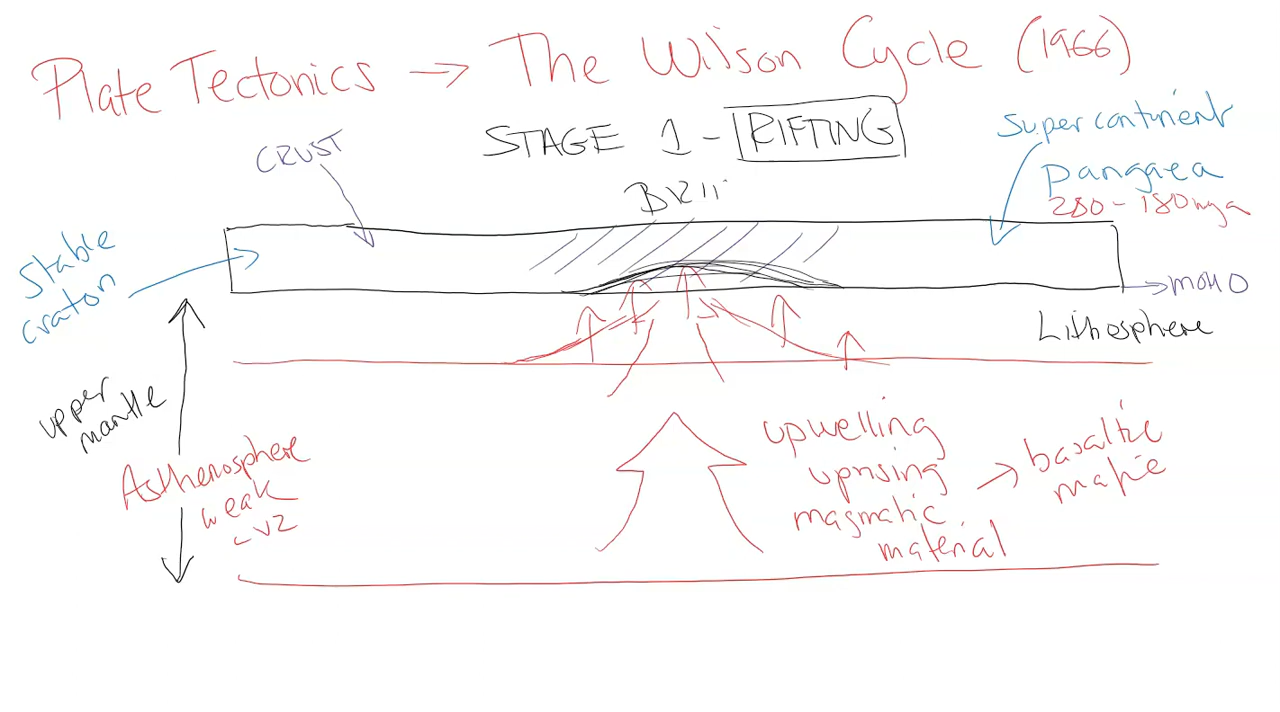 Plate Tectonics → The Wilson Cycle (1966)
STAGE 1 - RIFTING
CRUST
Supercontinent
Pangaea
280 - 180mya
Stable
craton
→ MOHO
Lithosphere
upper
mantle
Asthenosphere
weak
upwelling
uprising
magmatic
material
→ basaltic
mafic